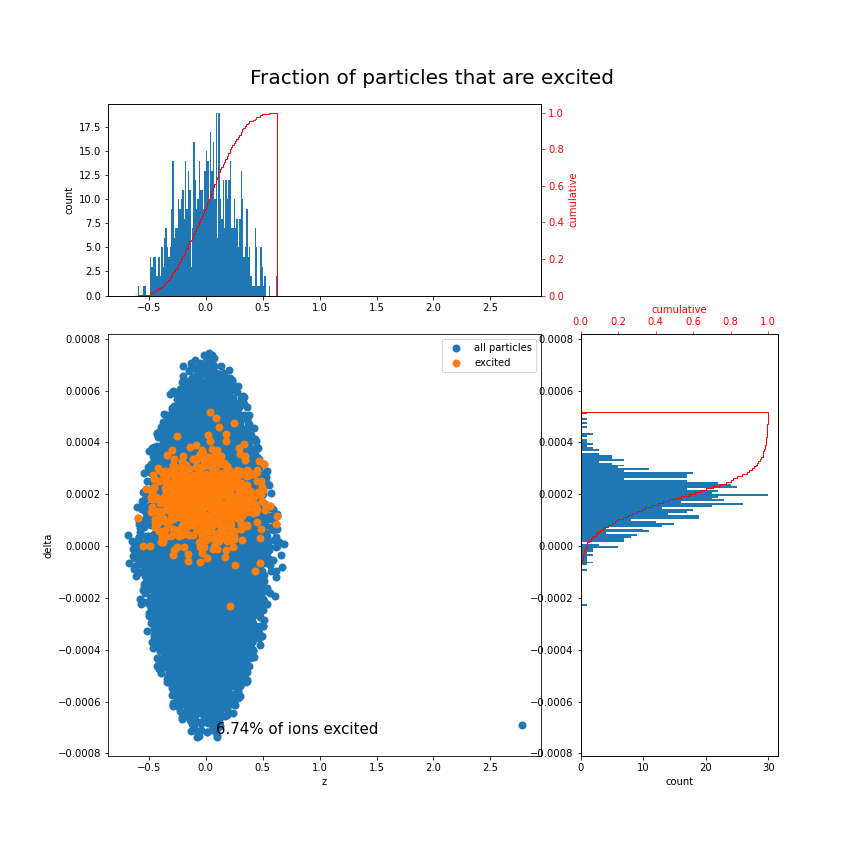 Fraction of particles that are excited
17.5
15.0
12.5
10.0
7.5
5.0
2.5
0.0
count
1.0
0.8
0.6
0.4
0.2
0.0
cumulative
−0.5 0.0 0.5 1.0 1.5 2.0 2.5
cumulative
0.0 0.2 0.4 0.6 0.8 1.0
all particles
excited
0.0008
0.0006
0.0004
0.0002
0.0000
−0.0002
−0.0004
−0.0006
−0.0008
delta
6.74% of ions excited
−0.5 0.0 0.5 1.0 1.5 2.0 2.5
z
0.0008
0.0006
0.0004
0.0002
0.0000
−0.0002
−0.0004
−0.0006
−0.0008
0 10 20 30
count